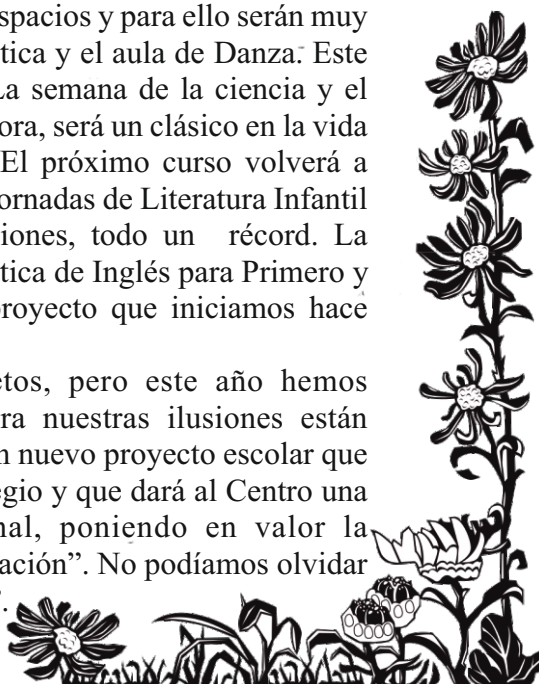 spacios y para ello serán muy
tica y el aula de Danza. Este
La semana de la ciencia y el
ora, será un clásico en la vida
El próximo curso volverá a
ornadas de Literatura Infantil
iones, todo un récord. La
tica de Inglés para Primero y
royecto que iniciamos hace
etos, pero este año hemos
ra nuestras ilusiones están
n nuevo proyecto escolar que
egio y que dará al Centro una
nal, poniendo en valor la
ación”. No podíamos olvidar
”.